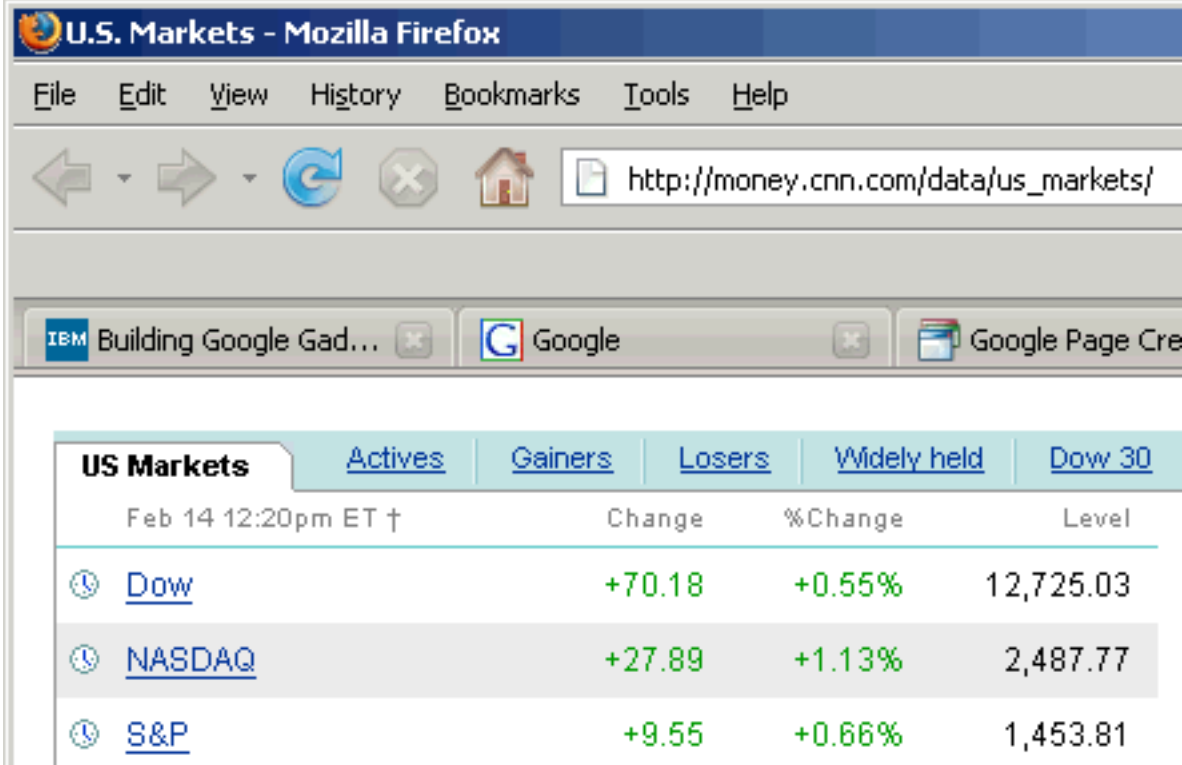 U.S. Markets - Mozilla Firefox
File Edit View History Bookmarks Tools Help
http://money.cnn.com/data/us_markets/
IBM Building Google Gad... G Google Google Page Cre
US Markets Actives Gainers Losers Widely held Dow 30
Feb 14 12:20pm ET † Change %Change Level
Dow +70.18 +0.55% 12,725.03
NASDAQ +27.89 +1.13% 2,487.77
S&P +9.55 +0.66% 1,453.81